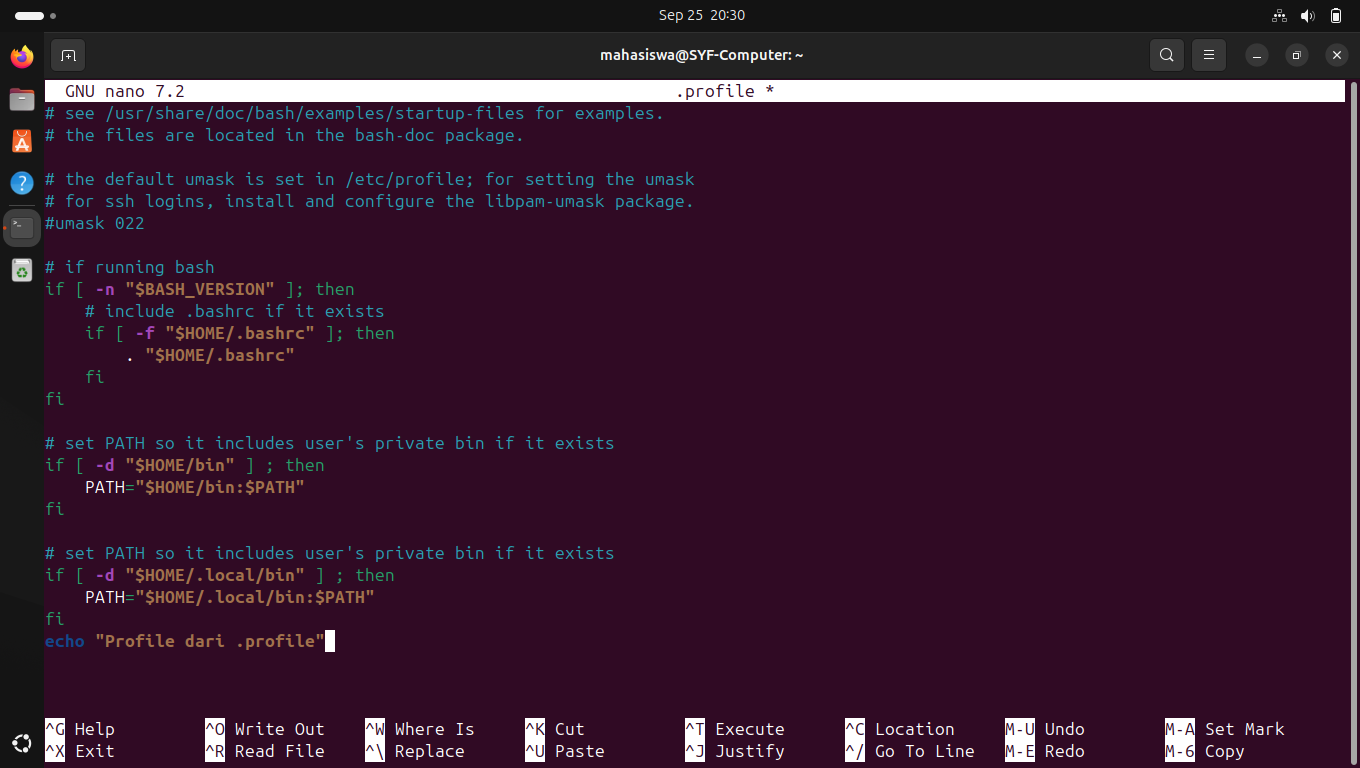 Sep 25 20:30
mahasiswa@SYF-Computer: ~
GNU nano 7.2 .profile *
# see /usr/share/doc/bash/examples/startup-files for examples.
# the files are located in the bash-doc package.

# the default umask is set in /etc/profile; for setting the umask
# for ssh logins, install and configure the libpam-umask package.
#umask 022

# if running bash
if [ -n "$BASH_VERSION" ]; then
    # include .bashrc if it exists
    if [ -f "$HOME/.bashrc" ]; then
        . "$HOME/.bashrc"
    fi
fi

# set PATH so it includes user's private bin if it exists
if [ -d "$HOME/bin" ] ; then
    PATH="$HOME/bin:$PATH"
fi

# set PATH so it includes user's private bin if it exists
if [ -d "$HOME/.local/bin" ] ; then
    PATH="$HOME/.local/bin:$PATH"
fi
echo "Profile dari .profile"

^G Help ^O Write Out ^W Where Is ^K Cut ^T Execute ^C Location M-U Undo M-A Set Mark
^X Exit ^R Read File ^\ Replace ^U Paste ^J Justify ^/ Go To Line M-E Redo M-6 Copy